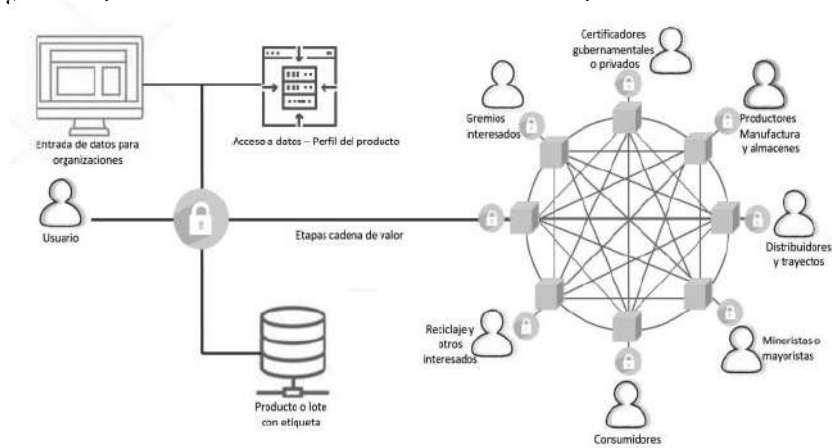 Entrada de datos para
organizaciones
Acceso a datos – Perfil del producto
Usuario
Etapas cadena de valor
Producto o lote
con etiqueta
Certificadores
gubernamentales
o privados
Gremios
interesados
Productores
Manufactura
y almacenes
Distribuidores
y trayectos
Minoristas o
mayoristas
Consumidores
Reciclaje y
otros
interesados